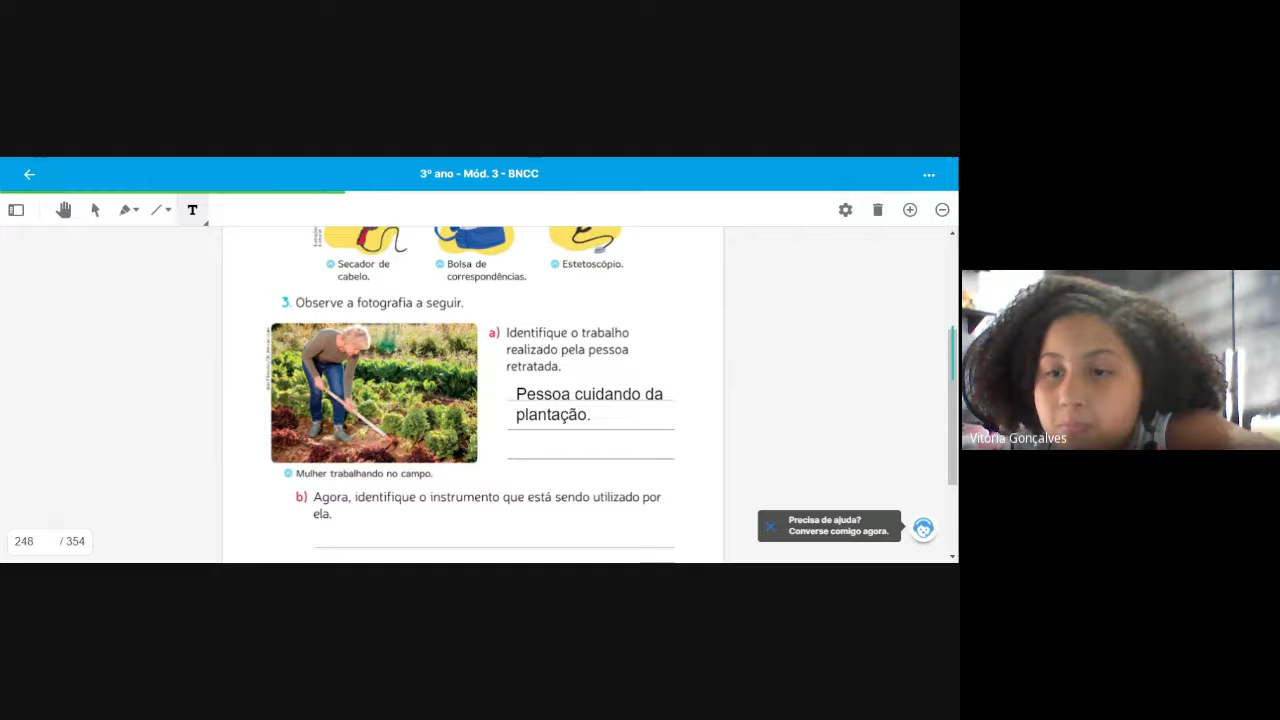 3º ano - Mód. 3 - BNCC
T
Secador de
cabelo.
Bolsa de
correspondências.
Estetoscópio.
3. Observe a fotografia a seguir.
a) Identifique o trabalho
realizado pela pessoa
retratada.
Pessoa cuidando da
plantação.
Mulher trabalhando no campo.
b) Agora, identifique o instrumento que está sendo utilizado por
ela.
248 / 354
Precisa de ajuda?
Converse comigo agora.
Vitória Gonçalves